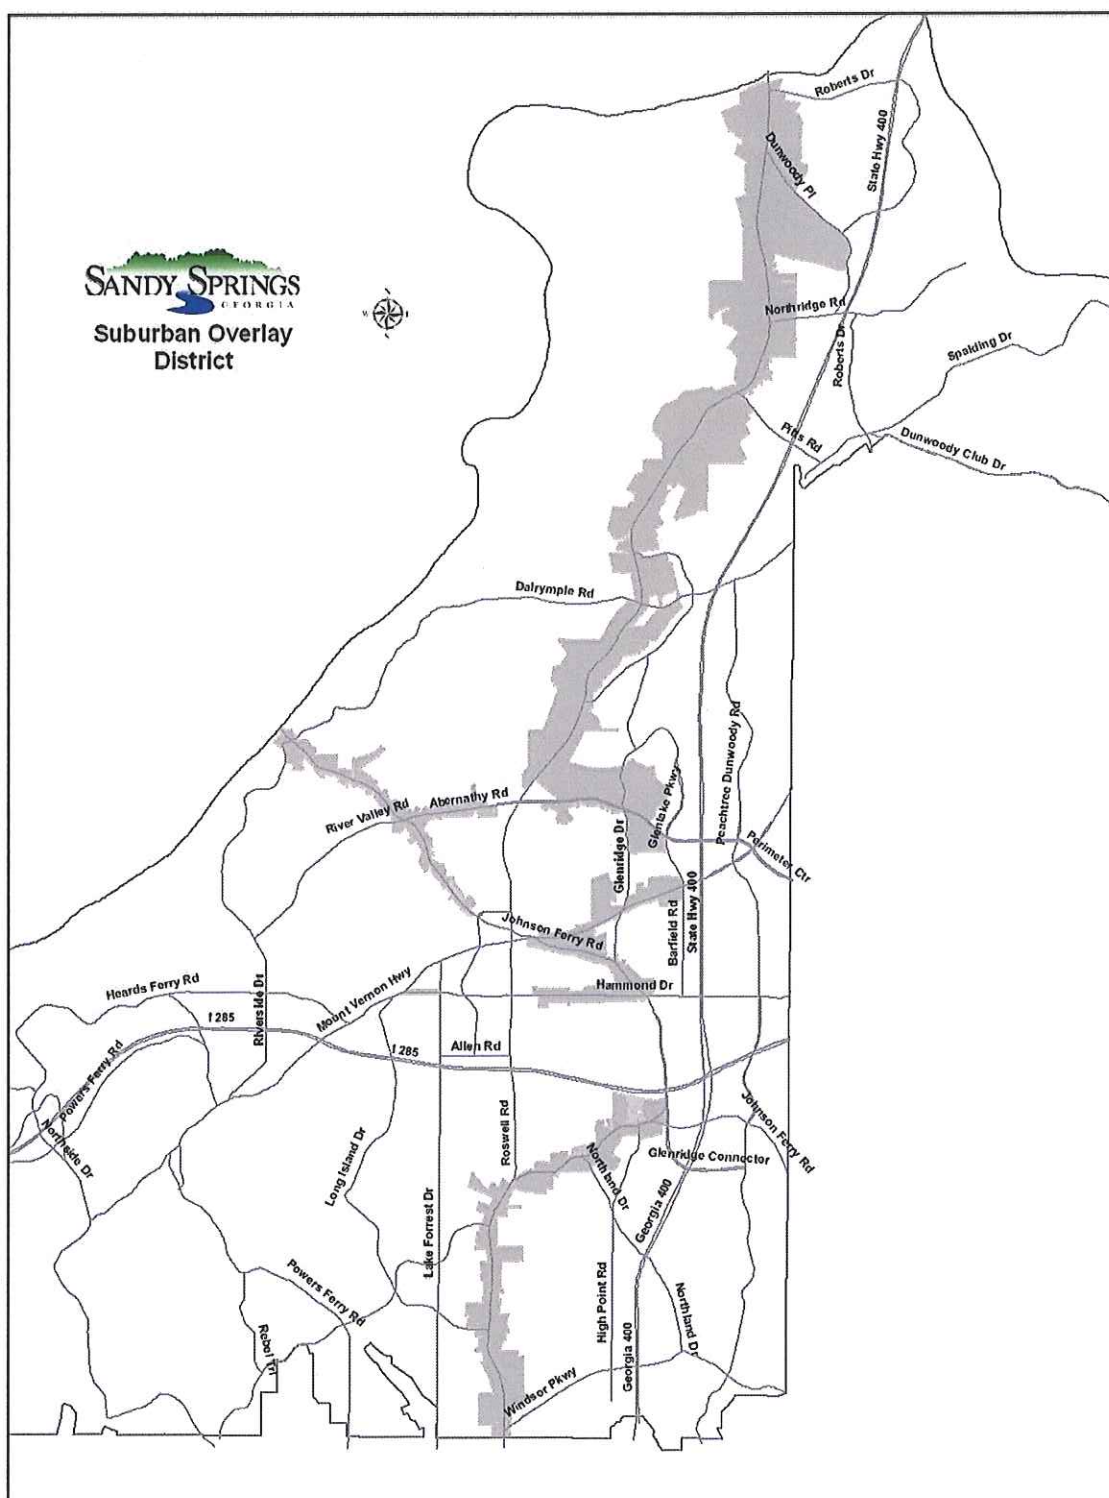 Roberts Dr
State Hwy 400
Dunwoody Pl
SANDY SPRINGS
GEORGIA
Suburban Overlay
District
W
Northridge Rd
Roberts Dr
Spalding Dr
Pitts Rd
Dunwoody Club Dr
Dalrymple Rd
Peachtree Dunwoody Rd
River Valley Rd
Abernathy Rd
Glenlake Pkwy
Glenridge Dr
Perimeter Ctr
Johnson Ferry Rd
Barfield Rd
State Hwy 400
Heards Ferry Rd
Riverside Dr
Mount Vernon Hwy
Hammond Dr
I 285
I 285
Allen Rd
Powers Ferry Rd
Northside Dr
Long Island Dr
Lake Forrest Dr
Roswell Rd
Northland Dr
Johnson Ferry Rd
Glenridge Connector
Georgia 400
Powers Ferry Rd
Rebel Trl
High Point Rd
Georgia 400
Northland Dr
Windsor Pkwy